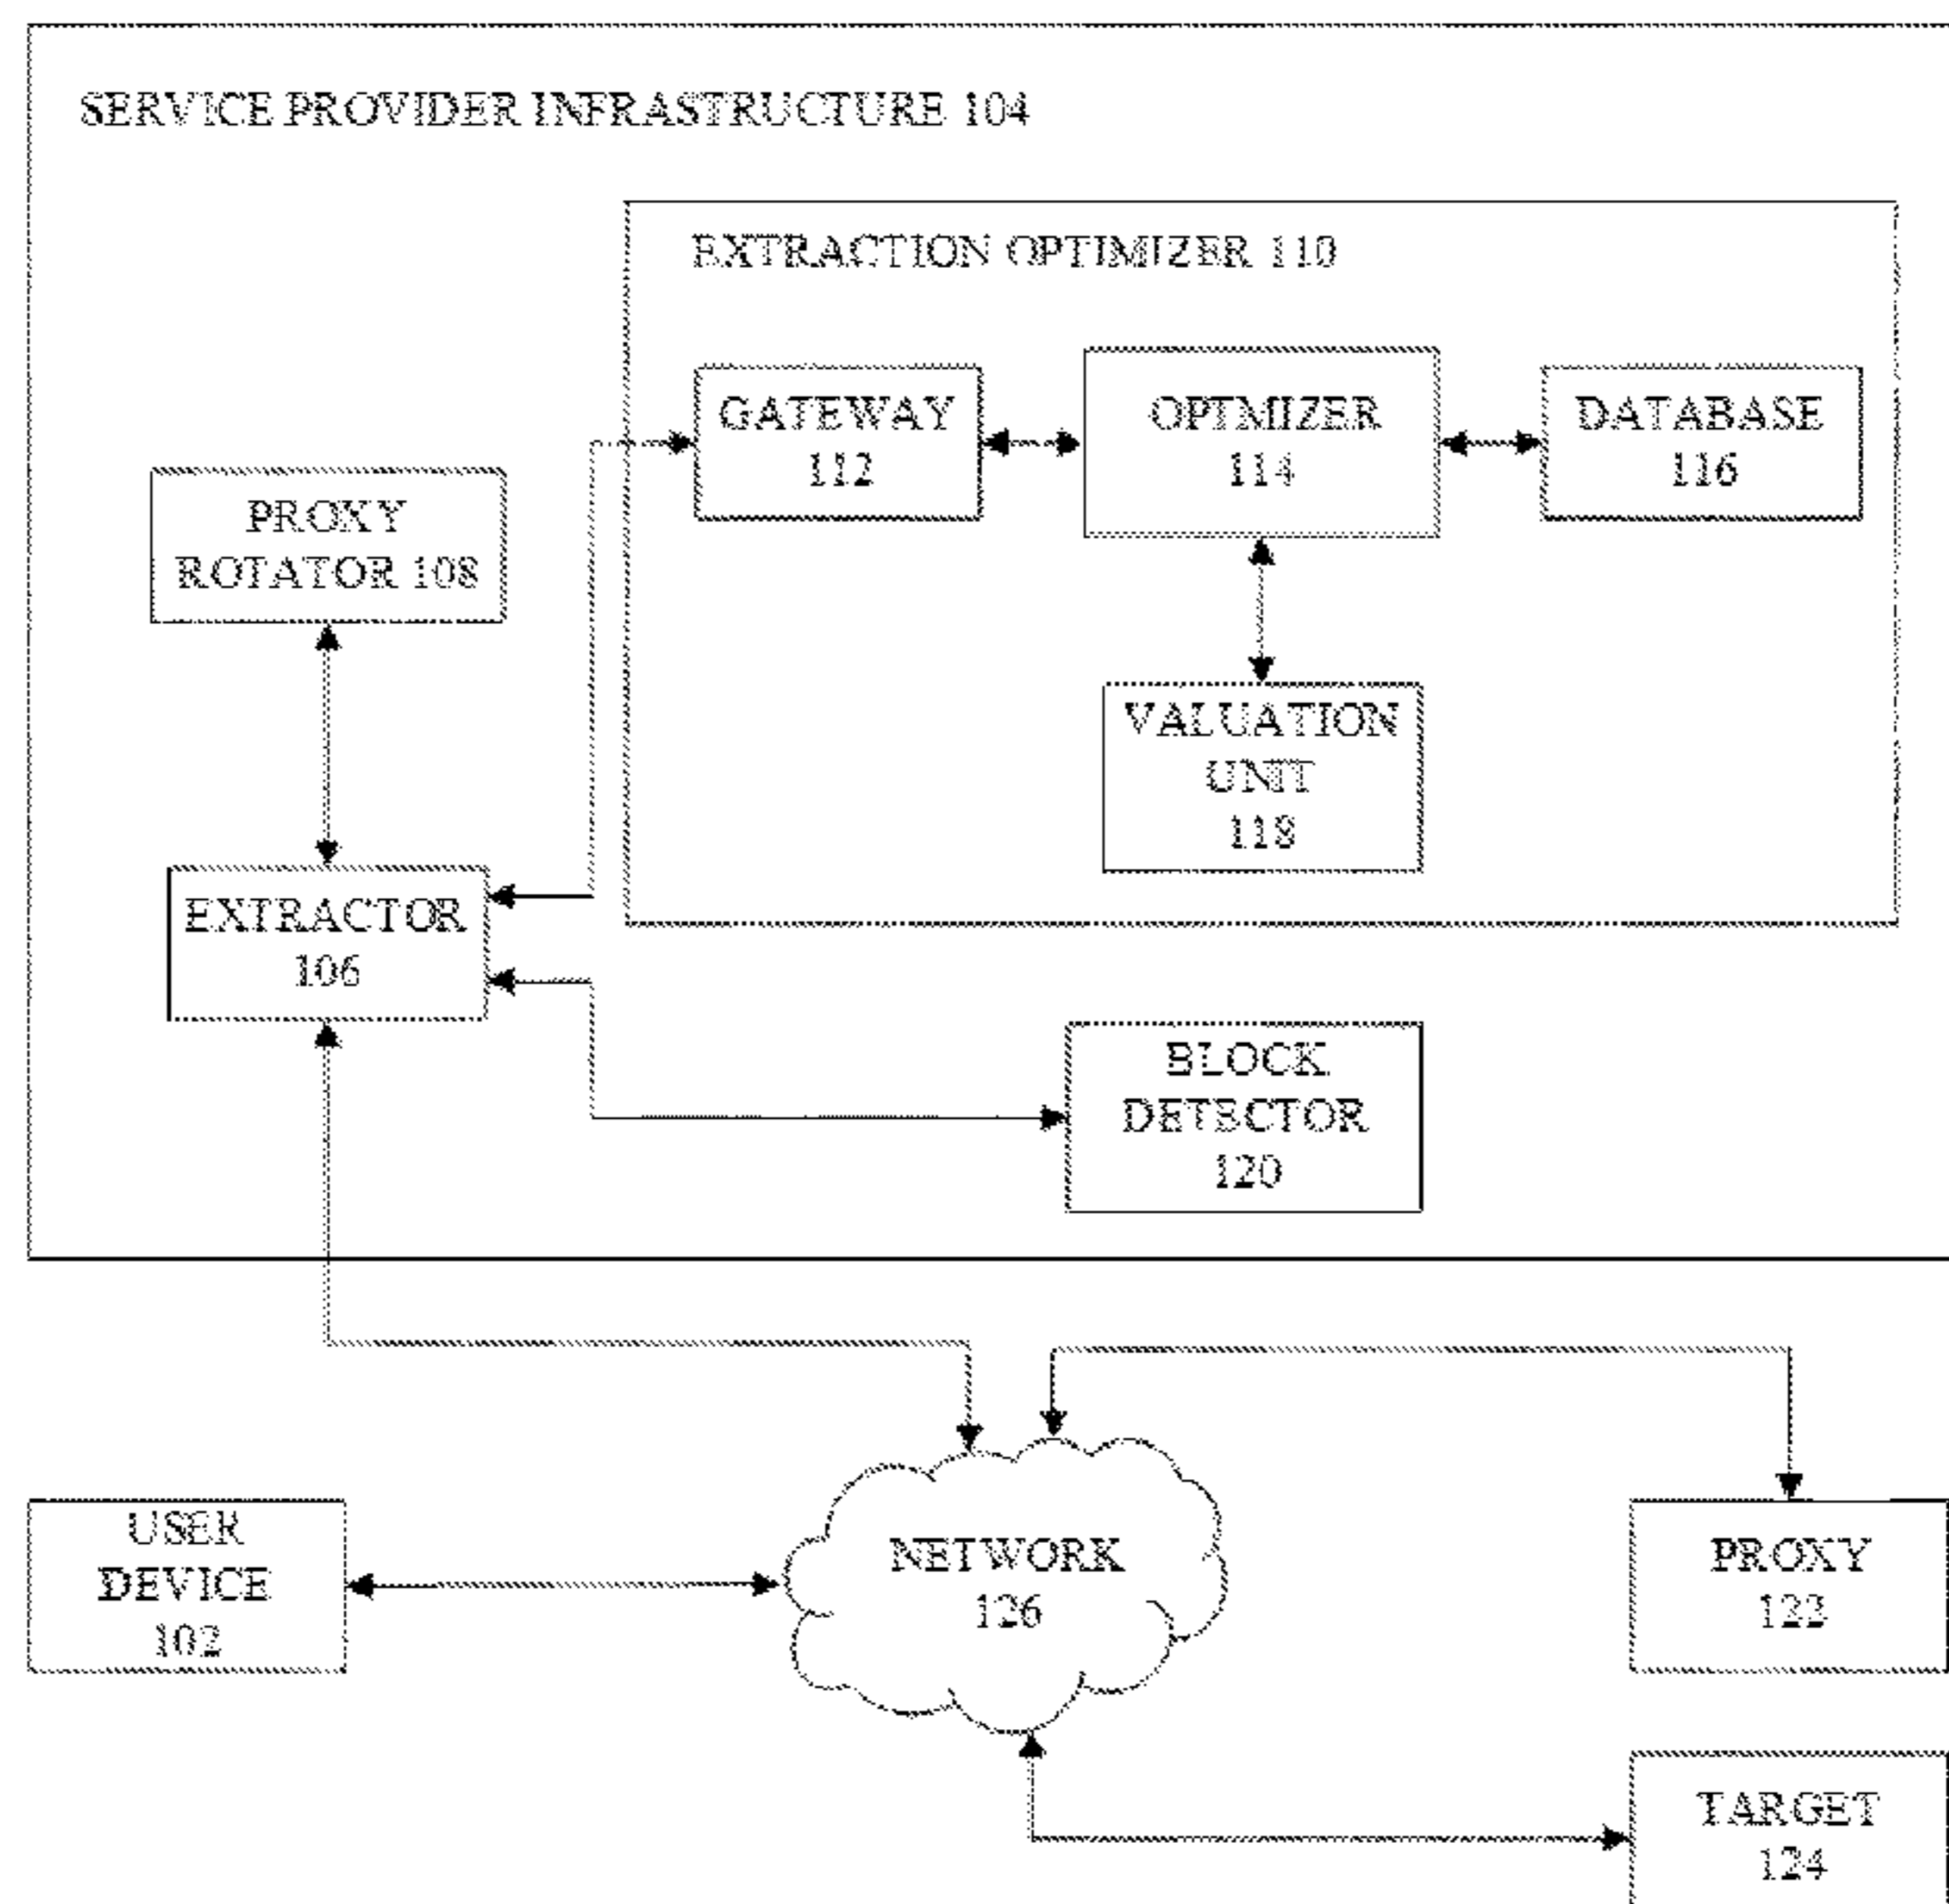 SERVICE PROVIDER INFRASTRUCTURE 104
EXTRACTION OPTIMIZER 110
GATEWAY
112
OPTMIZER
114
DATABASE
116
PROXY
ROTATOR 108
VALUATION
UNIT
118
EXTRACTOR
106
BLOCK
DETECTOR
120
USER
DEVICE
102
NETWORK
126
PROXY
122
TARGET
124